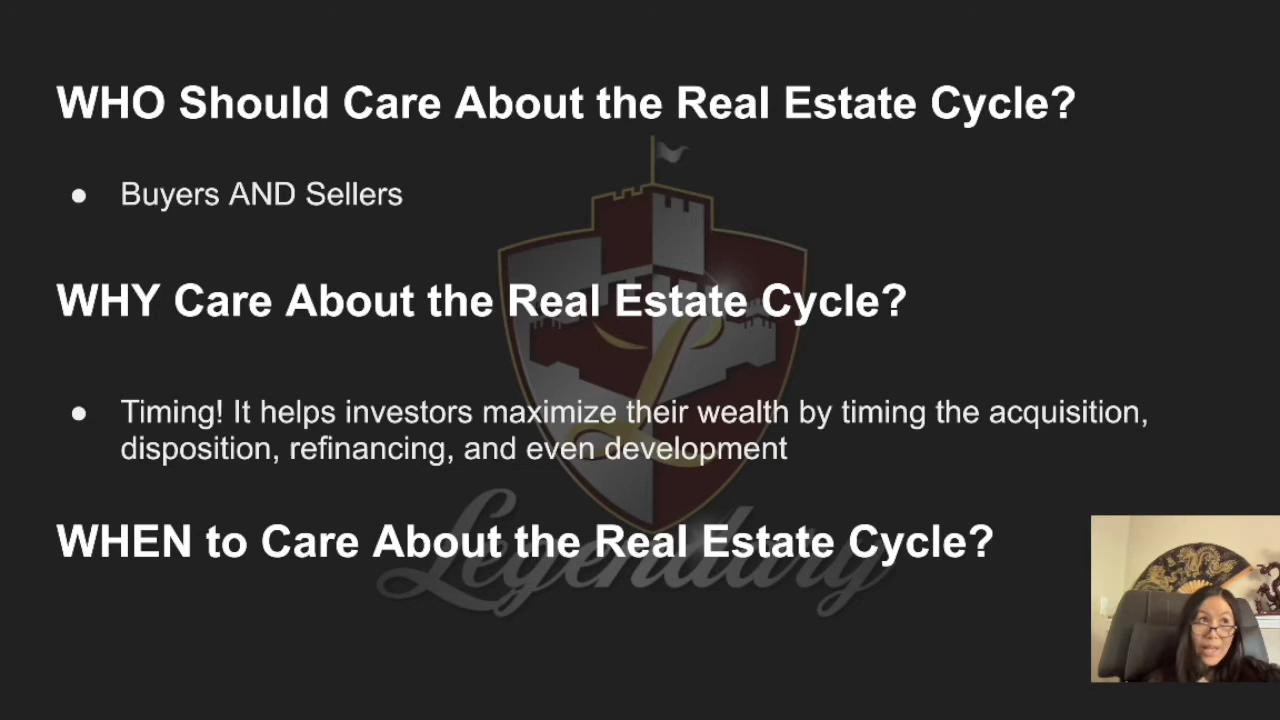 WHO Should Care About the Real Estate Cycle?
● Buyers AND Sellers
WHY Care About the Real Estate Cycle?
● Timing! It helps investors maximize their wealth by timing the acquisition,
disposition, refinancing, and even development
WHEN to Care About the Real Estate Cycle?
L
Legendary